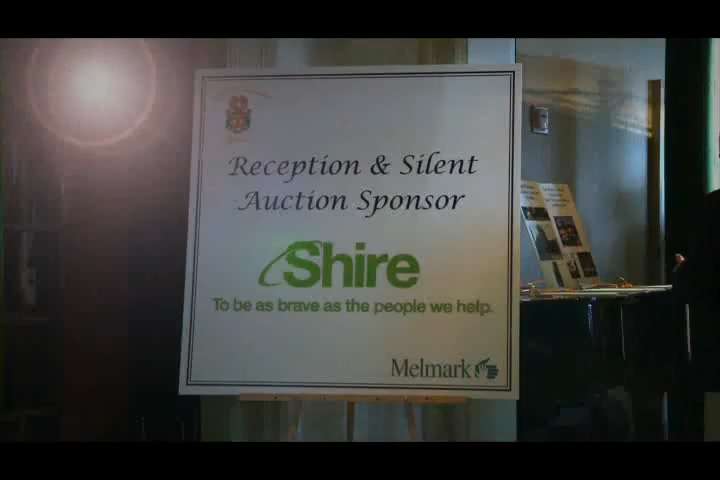 Reception & Silent
Auction Sponsor
Shire
To be as brave as the people we help.
Melmark